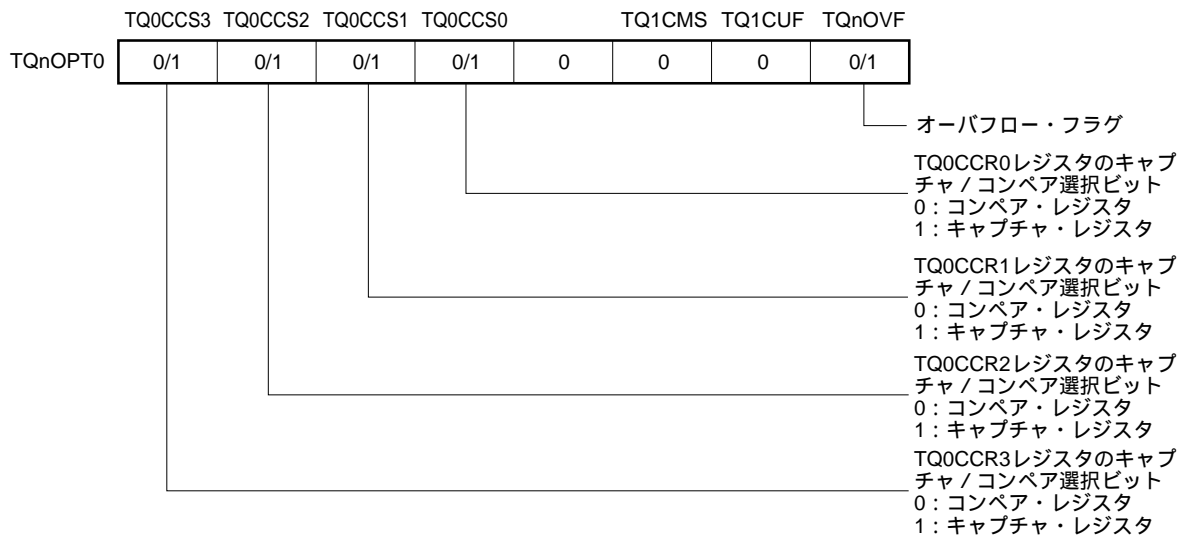 TQ0CCS3 TQ0CCS2 TQ0CCS1 TQ0CCS0 TQ1CMS TQ1CUF TQnOVF
TQnOPT0 0/1 0/1 0/1 0/1 0 0 0 0/1
オーバフロー・フラグ
TQ0CCR0レジスタのキャプ
チャ／コンペア選択ビット
0：コンペア・レジスタ
1：キャプチャ・レジスタ
TQ0CCR1レジスタのキャプ
チャ／コンペア選択ビット
0：コンペア・レジスタ
1：キャプチャ・レジスタ
TQ0CCR2レジスタのキャプ
チャ／コンペア選択ビット
0：コンペア・レジスタ
1：キャプチャ・レジスタ
TQ0CCR3レジスタのキャプ
チャ／コンペア選択ビット
0：コンペア・レジスタ
1：キャプチャ・レジスタ